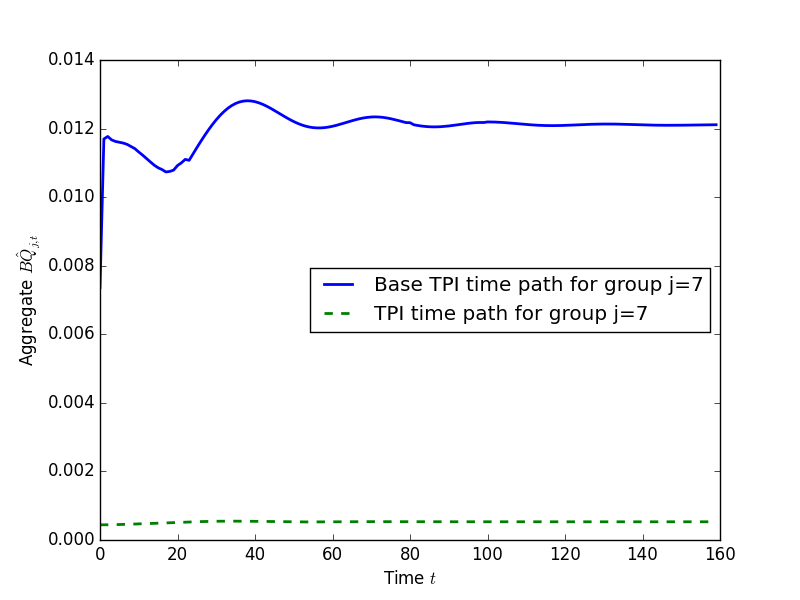 0.014
0.012
0.010
0.008
0.006
0.004
0.002
0.000
Aggregate $\hat{BQ}_{j,t}$
Base TPI time path for group j=7
TPI time path for group j=7
0 20 40 60 80 100 120 140 160
Time t